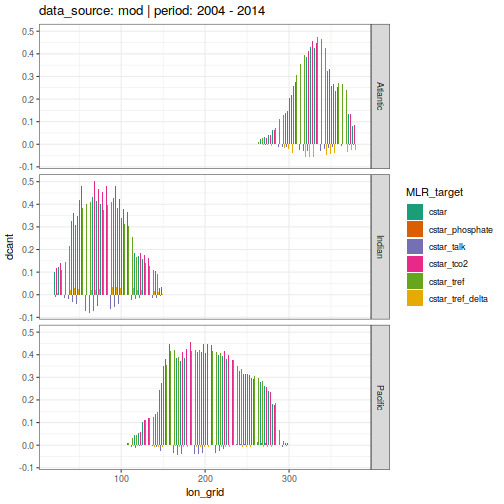 data_source: mod | period: 2004 - 2014
0.5
0.4
0.3
0.2
0.1
0.0
-0.1
Atlantic
0.5
0.4
0.3
0.2
0.1
0.0
-0.1
Indian
0.5
0.4
0.3
0.2
0.1
0.0
-0.1
Pacific
dcant
100
200
300
lon_grid
MLR_target
cstar
cstar_phosphate
cstar_talk
cstar_tco2
cstar_tref
cstar_tref_delta